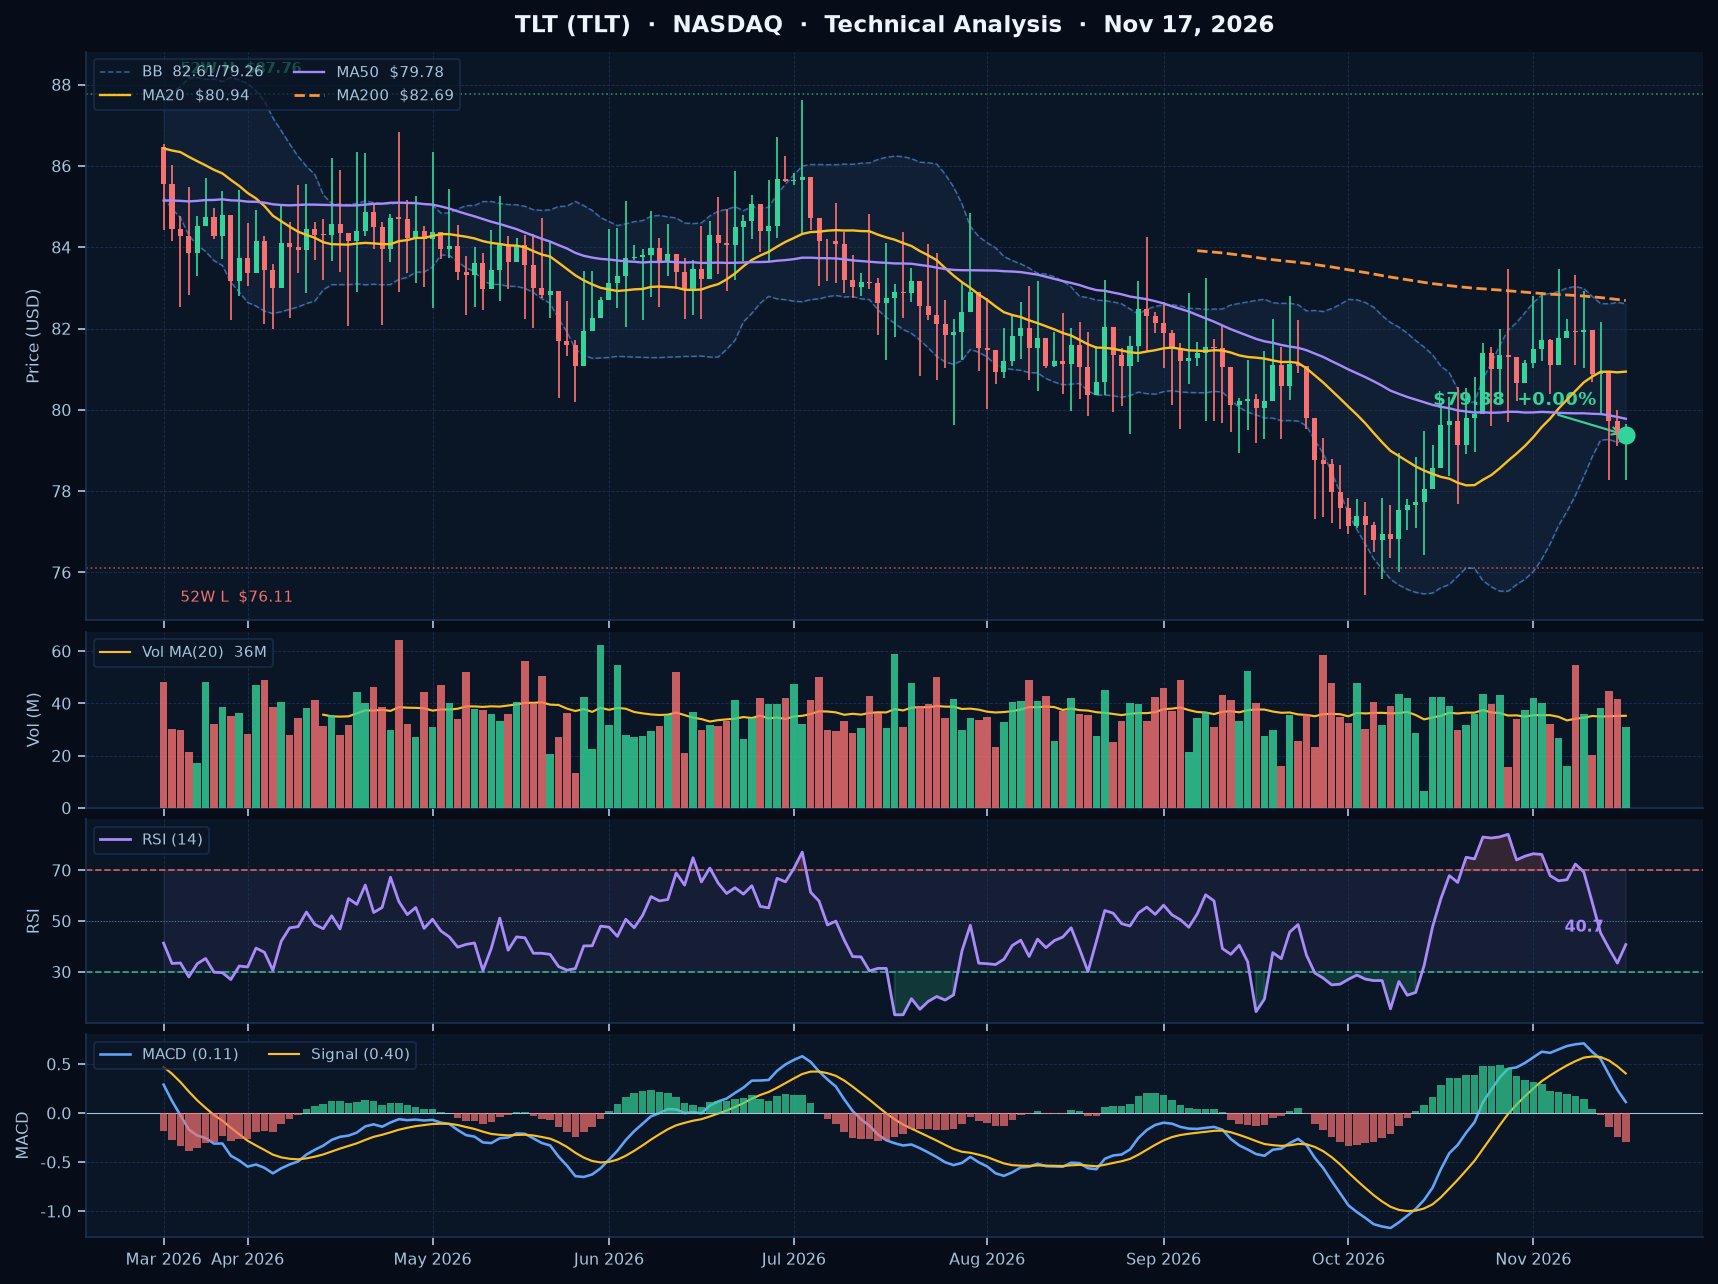 TLT (TLT)  ·  NASDAQ  ·  Technical Analysis  ·  Nov 17, 2026
52W H  $87.76
BB  82.61/79.26
MA50  $79.78
MA20  $80.94
MA200  $82.69
88
86
84
82
80
78
76
Price (USD)
$79.38  +0.00%
52W L  $76.11
Vol MA(20)  36M
60
40
20
0
Vol (M)
RSI (14)
70
50
30
RSI
40.7
MACD (0.11)
Signal (0.40)
0.5
0.0
-0.5
-1.0
MACD
Mar 2026
Apr 2026
May 2026
Jun 2026
Jul 2026
Aug 2026
Sep 2026
Oct 2026
Nov 2026